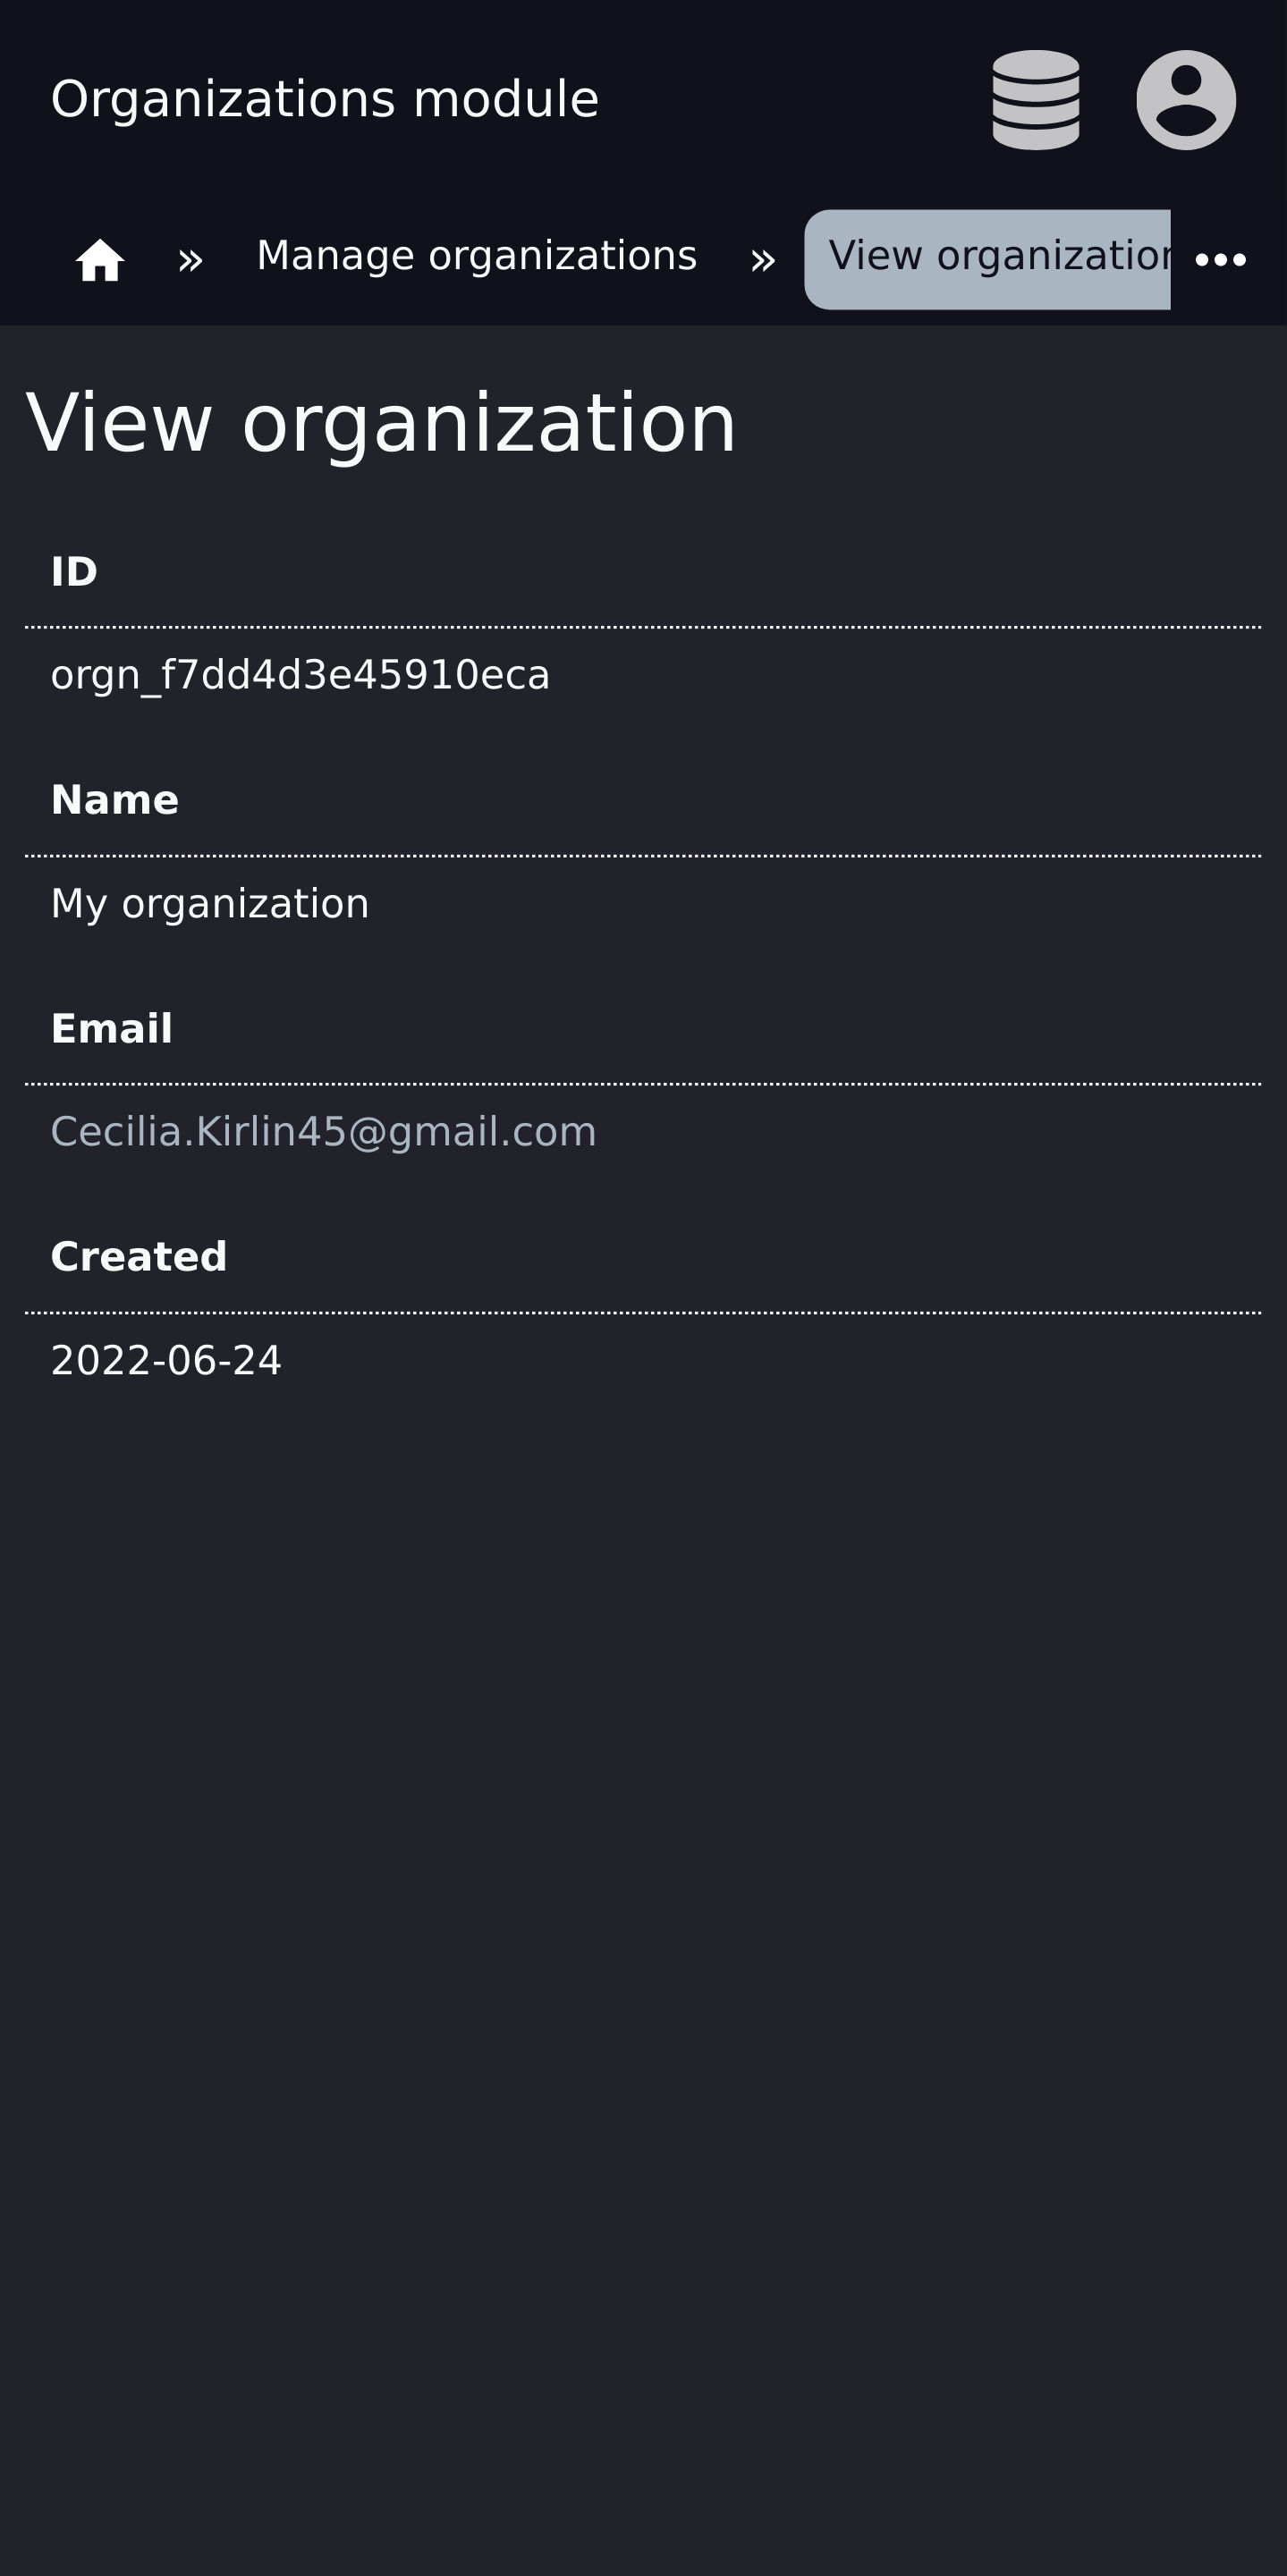 Organizations module
» Manage organizations » View organization
View organization
ID
orgn_f7dd4d3e45910eca
Name
My organization
Email
Cecilia.Kirlin45@gmail.com
Created
2022-06-24